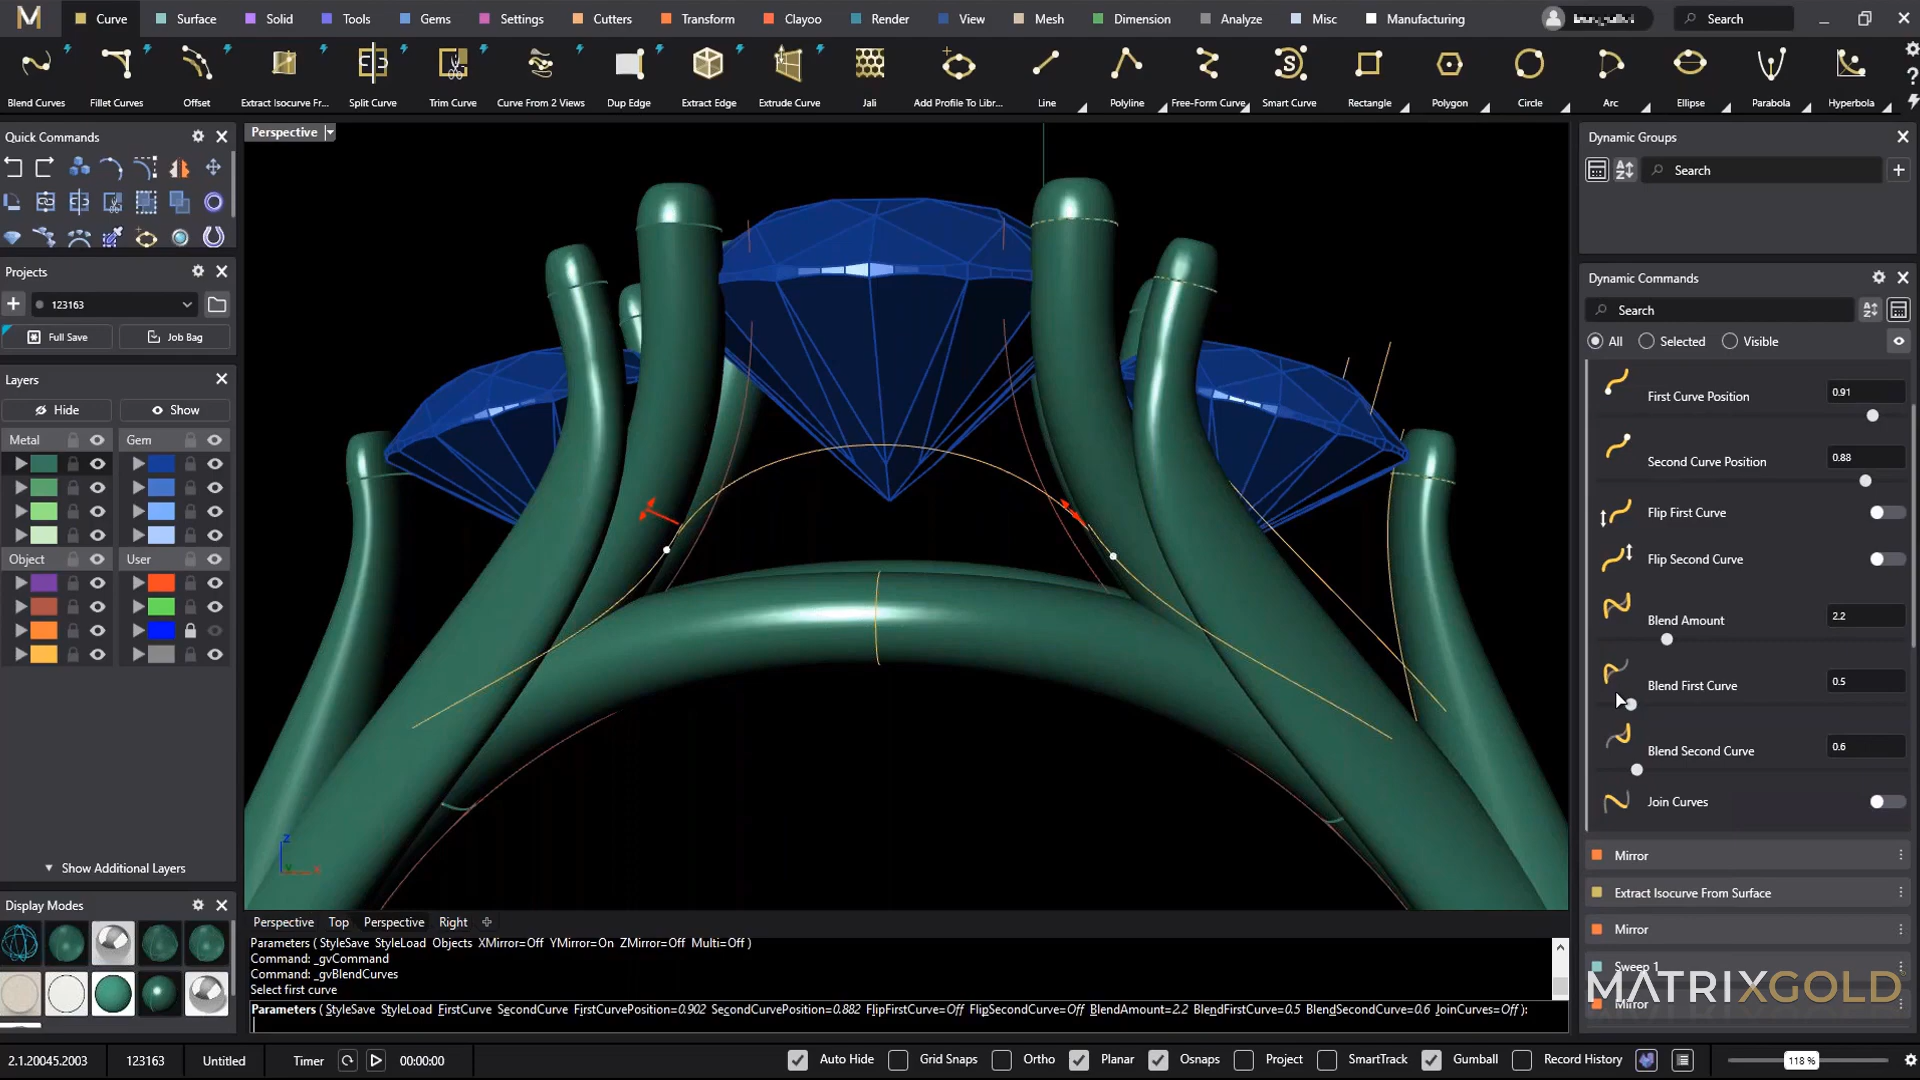 Curve Surface Solid Tools Gems Settings Cutters Transform Clayoo Render View Mesh Dimension Analyze Misc Manufacturing Search
Blend Curves Fillet Curves Offset Extract Isocurve Fr... Split Curve Trim Curve Curve From 2 Views Dup Edge Extract Edge Extrude Curve Jali Add Profile To Libr... Line Polyline Free-Form Curve Smart Curve Rectangle Polygon Circle Arc Ellipse Parabola Hyperbola
Quick Commands
Projects
123163
Full Save Job Bag
Layers
Hide Show
Metal Gem
Object User
Show Additional Layers
Display Modes
Perspective
Z
Perspective Top Perspective Right
Parameters ( StyleSave StyleLoad Objects XMirror=Off YMirror=On ZMirror=Off Multi=Off )
Command: _gvCommand
Command: _gvBlendCurves
Select first curve
Parameters ( StyleSave StyleLoad FirstCurve SecondCurve FirstCurvePosition=0.902 SecondCurvePosition=0.882 FlipFirstCurve=Off FlipSecondCurve=Off BlendAmount=2.2 BlendFirstCurve=0.5 BlendSecondCurve=0.6 JoinCurves=Off ):
Dynamic Groups
Search
Dynamic Commands
Search
All Selected Visible
First Curve Position 0.91
Second Curve Position 0.88
Flip First Curve
Flip Second Curve
Blend Amount 2.2
Blend First Curve 0.5
Blend Second Curve 0.6
Join Curves
Mirror
Extract Isocurve From Surface
Mirror
Sweep 1
MATRIXGOLD
Mirror
2.1.20045.2003 123163 Untitled Timer 00:00:00 Auto Hide Grid Snaps Ortho Planar Osnaps Project SmartTrack Gumball Record History 118 %